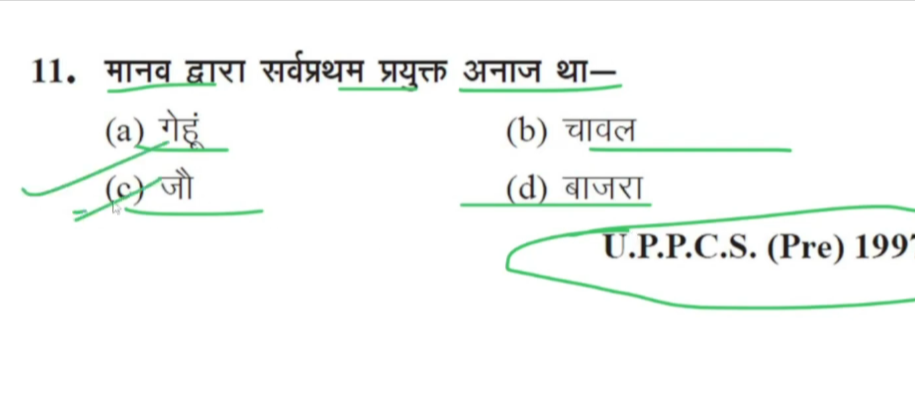 11. मानव द्वारा सर्वप्रथम प्रयुक्त अनाज था—
(a) गेहूं (b) चावल
(c) जौ (d) बाजरा
U.P.P.C.S. (Pre) 199